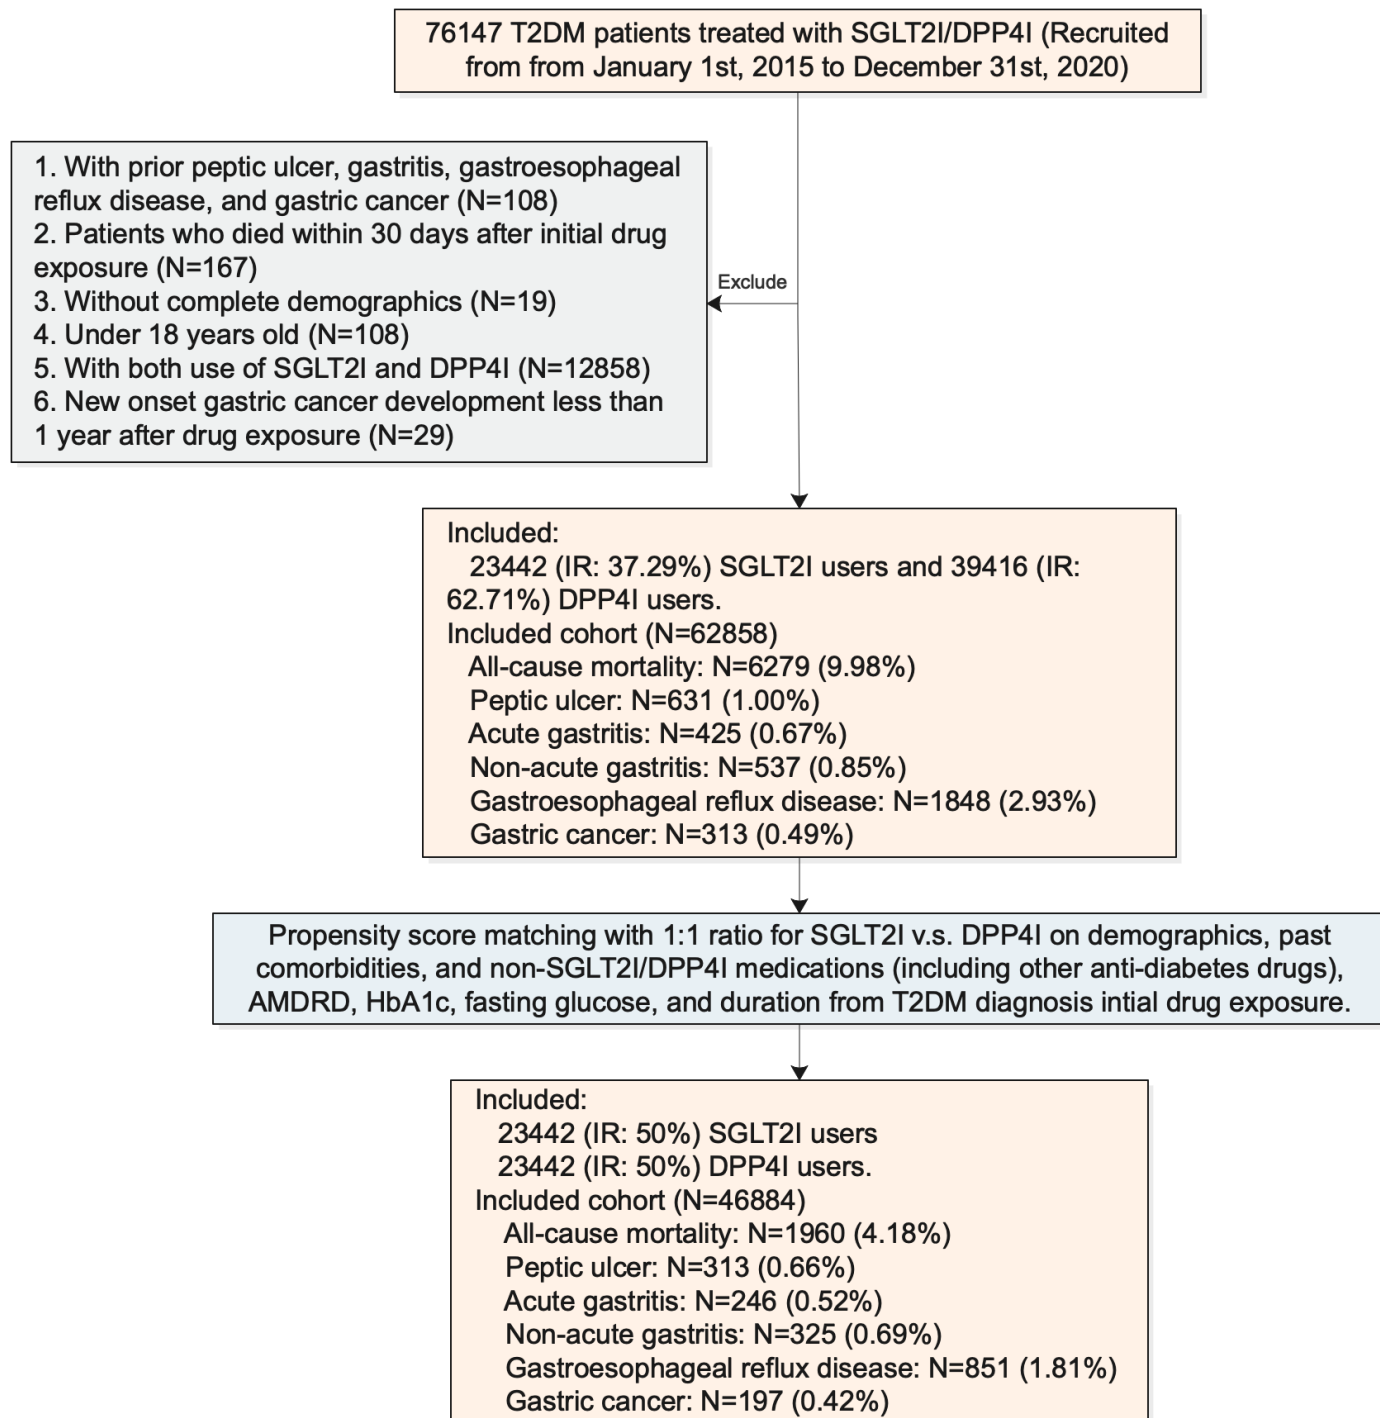 76147 T2DM patients treated with SGLT2I/DPP4I (Recruited
from from January 1st, 2015 to December 31st, 2020)
1. With prior peptic ulcer, gastritis, gastroesophageal
reflux disease, and gastric cancer (N=108)
2. Patients who died within 30 days after initial drug
exposure (N=167)
3. Without complete demographics (N=19)
4. Under 18 years old (N=108)
5. With both use of SGLT2I and DPP4I (N=12858)
6. New onset gastric cancer development less than
1 year after drug exposure (N=29)
Exclude
Included:
23442 (IR: 37.29%) SGLT2I users and 39416 (IR:
62.71%) DPP4I users.
Included cohort (N=62858)
All-cause mortality: N=6279 (9.98%)
Peptic ulcer: N=631 (1.00%)
Acute gastritis: N=425 (0.67%)
Non-acute gastritis: N=537 (0.85%)
Gastroesophageal reflux disease: N=1848 (2.93%)
Gastric cancer: N=313 (0.49%)
Propensity score matching with 1:1 ratio for SGLT2I v.s. DPP4I on demographics, past
comorbidities, and non-SGLT2I/DPP4I medications (including other anti-diabetes drugs),
AMDRD, HbA1c, fasting glucose, and duration from T2DM diagnosis intial drug exposure.
Included:
23442 (IR: 50%) SGLT2I users
23442 (IR: 50%) DPP4I users.
Included cohort (N=46884)
All-cause mortality: N=1960 (4.18%)
Peptic ulcer: N=313 (0.66%)
Acute gastritis: N=246 (0.52%)
Non-acute gastritis: N=325 (0.69%)
Gastroesophageal reflux disease: N=851 (1.81%)
Gastric cancer: N=197 (0.42%)